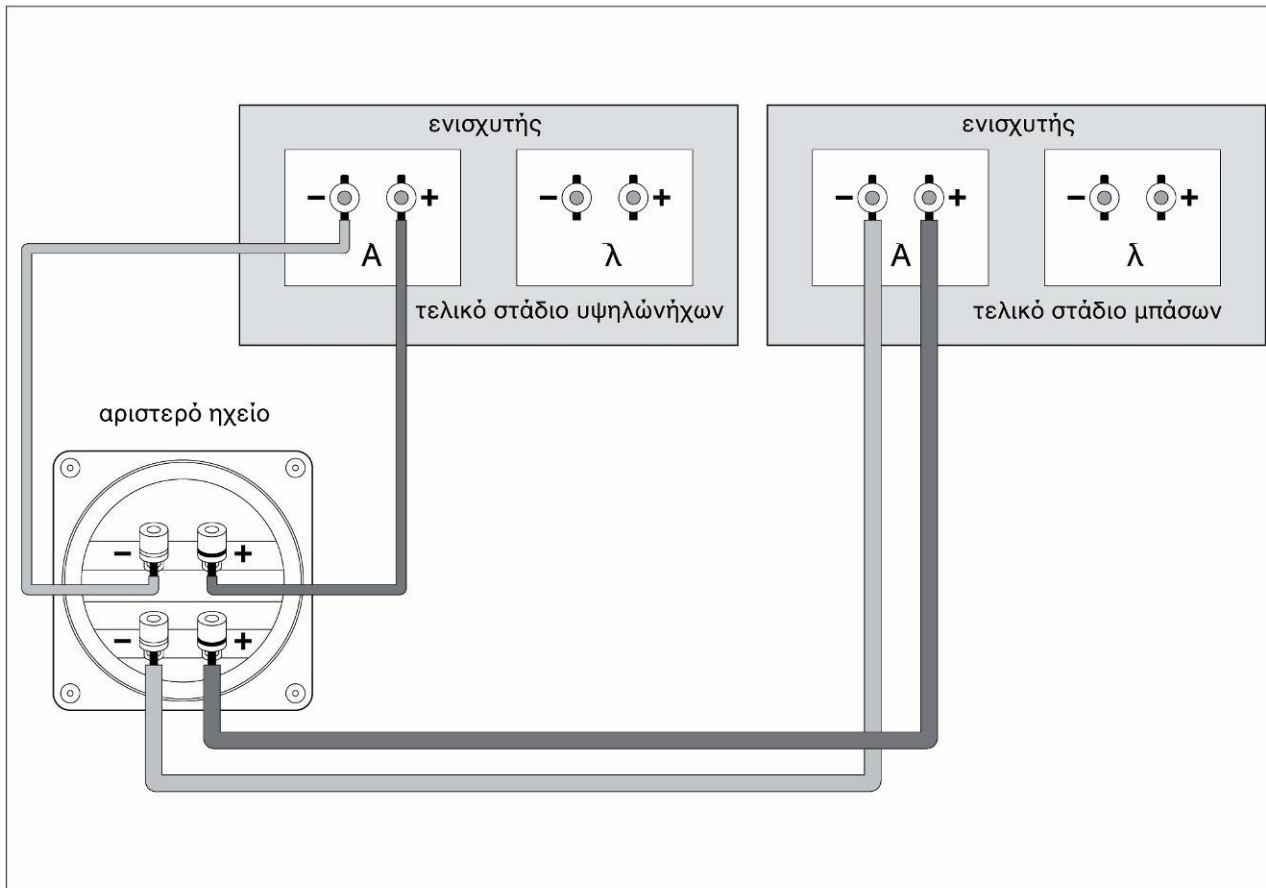 ενισχυτής
− + − +
Α λ
τελικό στάδιο υψηλώνήχων
ενισχυτής
− + − +
Α λ
τελικό στάδιο μπάσων
αριστερό ηχείο
− +
− +